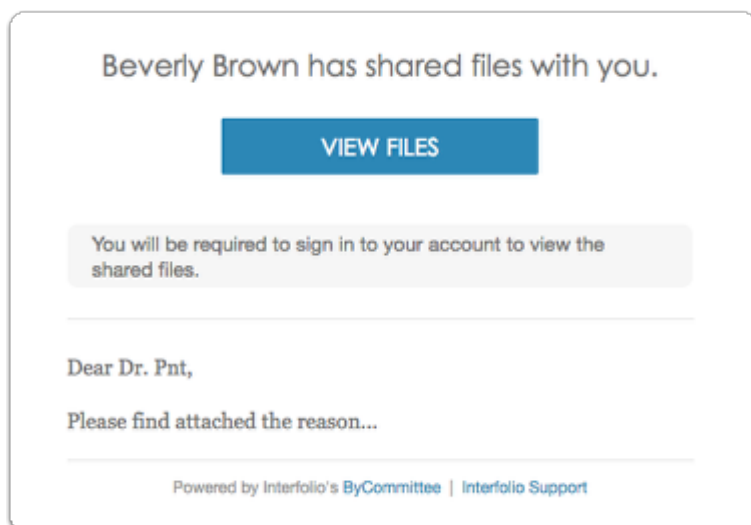 Beverly Brown has shared files with you.
VIEW FILES
You will be required to sign in to your account to view the
shared files.
Dear Dr. Pnt,
Please find attached the reason...
Powered by Interfolio's ByCommittee | Interfolio Support